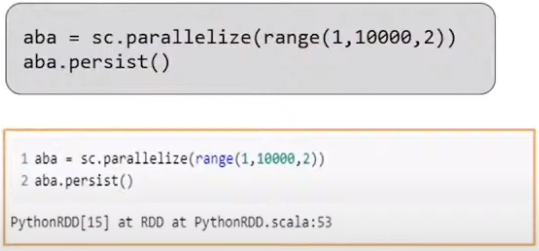 aba = sc.parallelize(range(1,10000,2))
aba.persist()
1 aba = sc.parallelize(range(1,10000,2))
2 aba.persist()
PythonRDD[15] at RDD at PythonRDD.scala:53